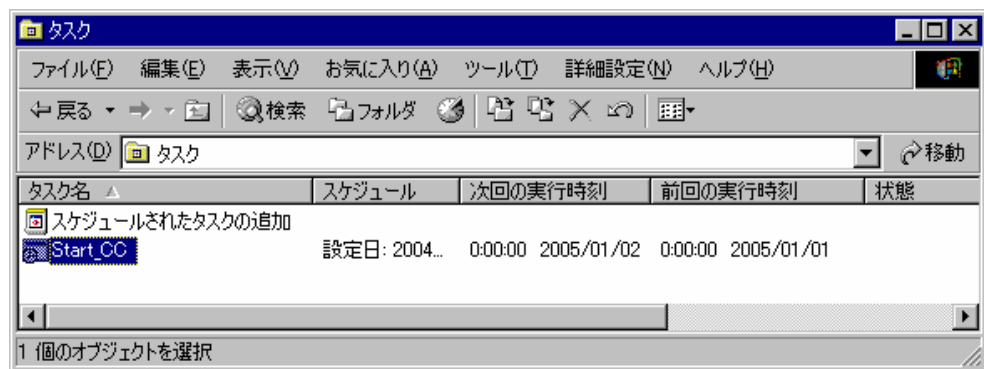 タスク
ファイル(F) 編集(E) 表示(V) お気に入り(A) ツール(T) 詳細設定(N) ヘルプ(H)
戻る 検索 フォルダ
アドレス(D) タスク 移動
タスク名 スケジュール 次回の実行時刻 前回の実行時刻 状態
スケジュールされたタスクの追加
Start_CC 設定日: 2004... 0:00:00 2005/01/02 0:00:00 2005/01/01
1 個のオブジェクトを選択